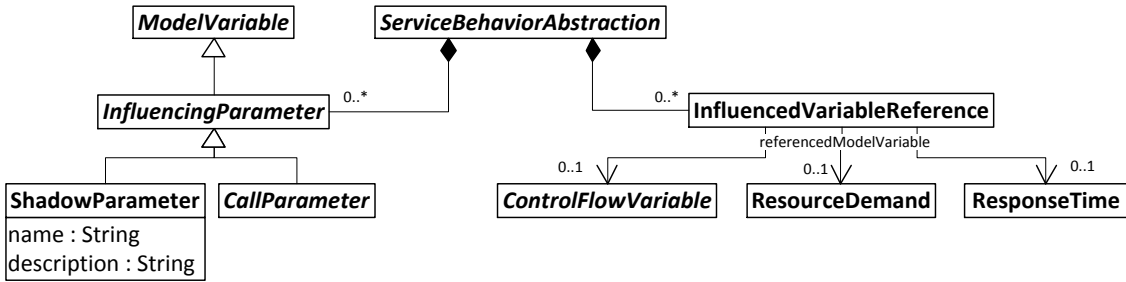 ModelVariable
ServiceBehaviorAbstraction
0..*
0..*
InfluencingParameter
InfluencedVariableReference
referencedModelVariable
0..1
0..1
0..1
ShadowParameter
CallParameter
ControlFlowVariable
ResourceDemand
ResponseTime
name : String
description : String